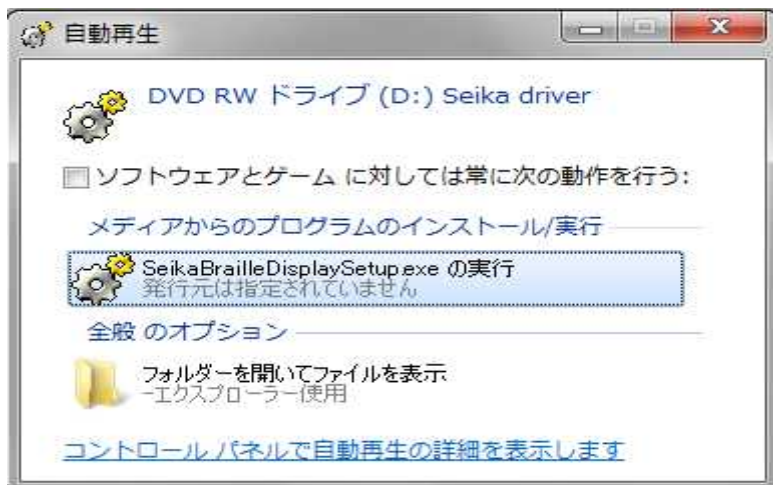 自動再生
DVD RW ドライブ (D:) Seika driver
ソフトウェアとゲーム に対しては常に次の動作を行う:
メディアからのプログラムのインストール/実行
SeikaBrailleDisplaySetup.exe の実行
発行元は指定されていません
全般 のオプション
フォルダーを開いてファイルを表示
-エクスプローラー使用
コントロール パネルで自動再生の詳細を表示します